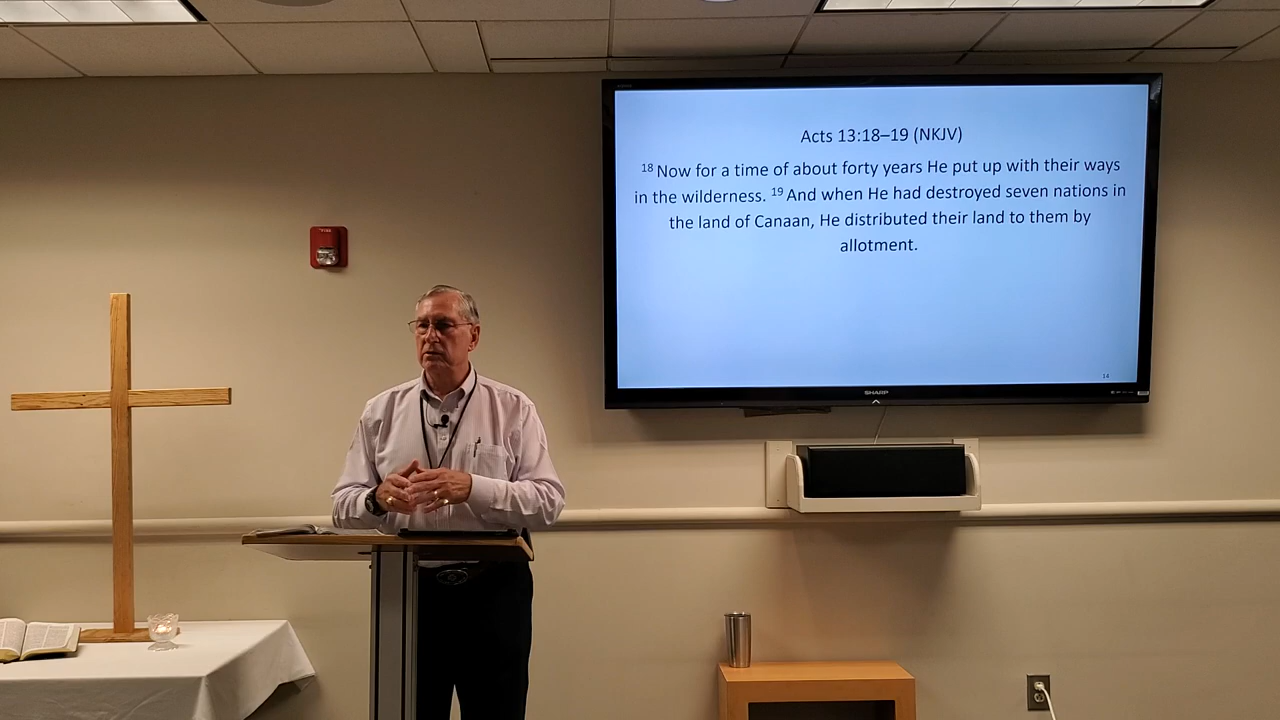 Acts 13:18–19 (NKJV)
18 Now for a time of about forty years He put up with their ways
in the wilderness. 19 And when He had destroyed seven nations in
the land of Canaan, He distributed their land to them by
allotment.
14
SHARP
FIRE